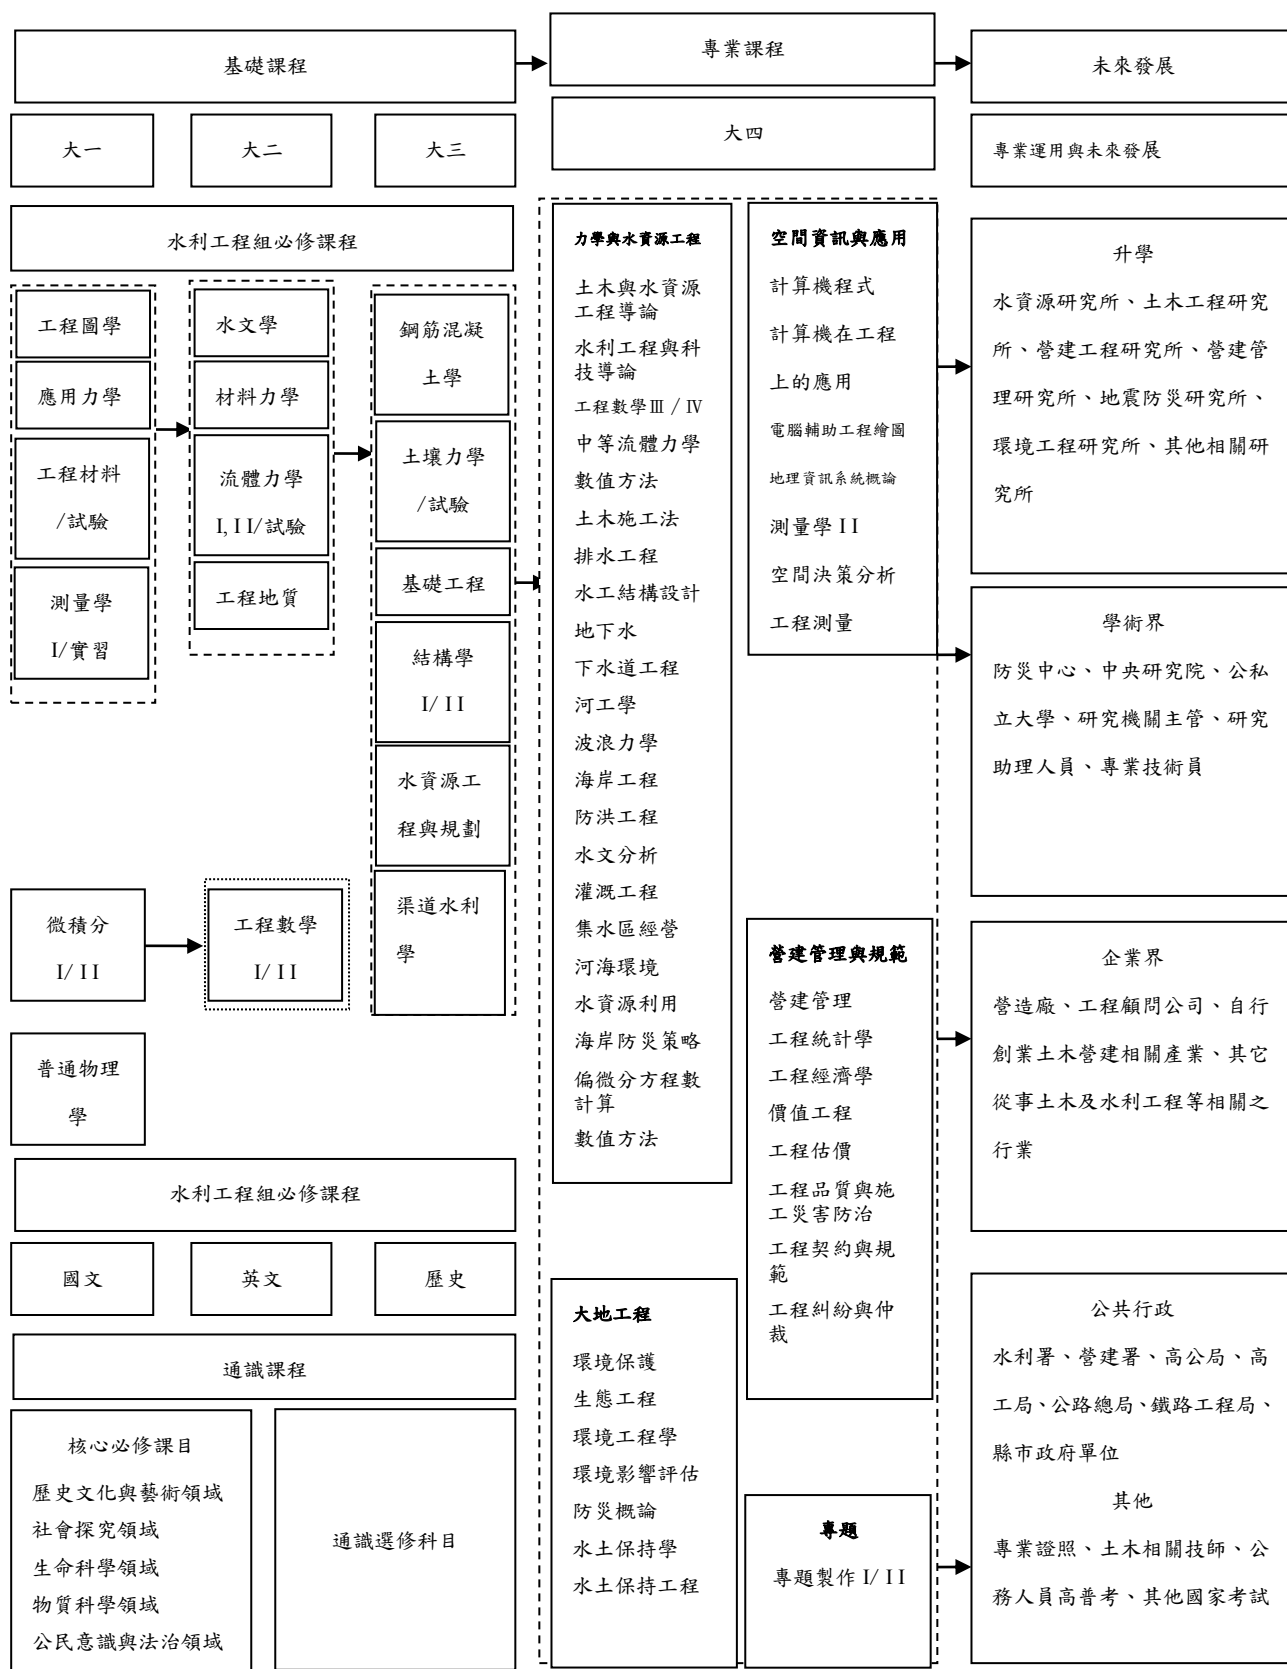 基礎課程
專業課程
未來發展
大一
大二
大三
大四
專業運用與未來發展
水利工程組必修課程
工程圖學
應用力學
工程材料
/試驗
測量學
I/實習
水文學
材料力學
流體力學
I, II/試驗
工程地質
鋼筋混凝
土學
土壤力學
/試驗
基礎工程
結構學
I/ II
水資源工
程與規劃
渠道水利
學
微積分
I/ II
工程數學
I/ II
普通物理
學
水利工程組必修課程
國文
英文
歷史
通識課程
核心必修課目
歷史文化與藝術領域
社會探究領域
生命科學領域
物質科學領域
公民意識與法治領域
通識選修科目
力學與水資源工程
土木與水資源
工程導論
水利工程與科
技導論
工程數學Ⅲ / Ⅳ
中等流體力學
數值方法
土木施工法
排水工程
水工結構設計
地下水
下水道工程
河工學
波浪力學
海岸工程
防洪工程
水文分析
灌溉工程
集水區經營
河海環境
水資源利用
海岸防災策略
偏微分方程數
計算
數值方法
大地工程
環境保護
生態工程
環境工程學
環境影響評估
防災概論
水土保持學
水土保持工程
空間資訊與應用
計算機程式
計算機在工程
上的應用
電腦輔助工程繪圖
地理資訊系統概論
測量學 II
空間決策分析
工程測量
營建管理與規範
營建管理
工程統計學
工程經濟學
價值工程
工程估價
工程品質與施
工災害防治
工程契約與規
範
工程糾紛與仲
裁
專題
專題製作 I/ II
升學
水資源研究所、土木工程研究
所、營建工程研究所、營建管
理研究所、地震防災研究所、
環境工程研究所、其他相關研
究所
學術界
防災中心、中央研究院、公私
立大學、研究機關主管、研究
助理人員、專業技術員
企業界
營造廠、工程顧問公司、自行
創業土木營建相關產業、其它
從事土木及水利工程等相關之
行業
公共行政
水利署、營建署、高公局、高
工局、公路總局、鐵路工程局、
縣市政府單位
其他
專業證照、土木相關技師、公
務人員高普考、其他國家考試